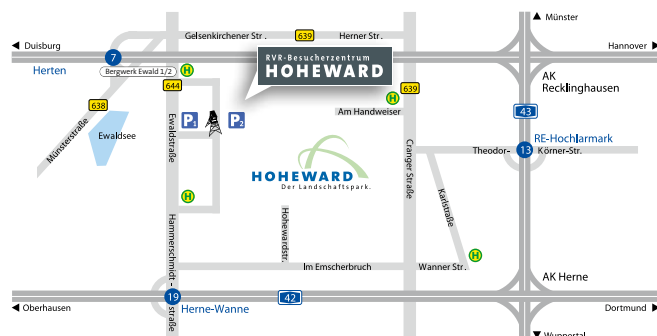 Münster
Gelsenkirchener Str.
639
Herner Str.
Duisburg
Hannover
7
Herten
Bergwerk Ewald 1/2
H
RVR-Besucherzentrum
HOHEWARD
644
639
AK
Recklinghausen
638
H
Am Handweiser
43
Münsterstraße
Ewaldsee
Ewaldstraße
P1
P2
RE-Hochlarmark
Theodor-
13
Körner-Str.
Cranger Straße
HOHEWARD
Der Landschaftspark.
H
Karlstraße
Hohewardstr.
Hammerschmidt-
straße
H
Im Emscherbruch
Wanner Str.
AK Herne
19
42
Oberhausen
Herne-Wanne
Dortmund
Wuppertal